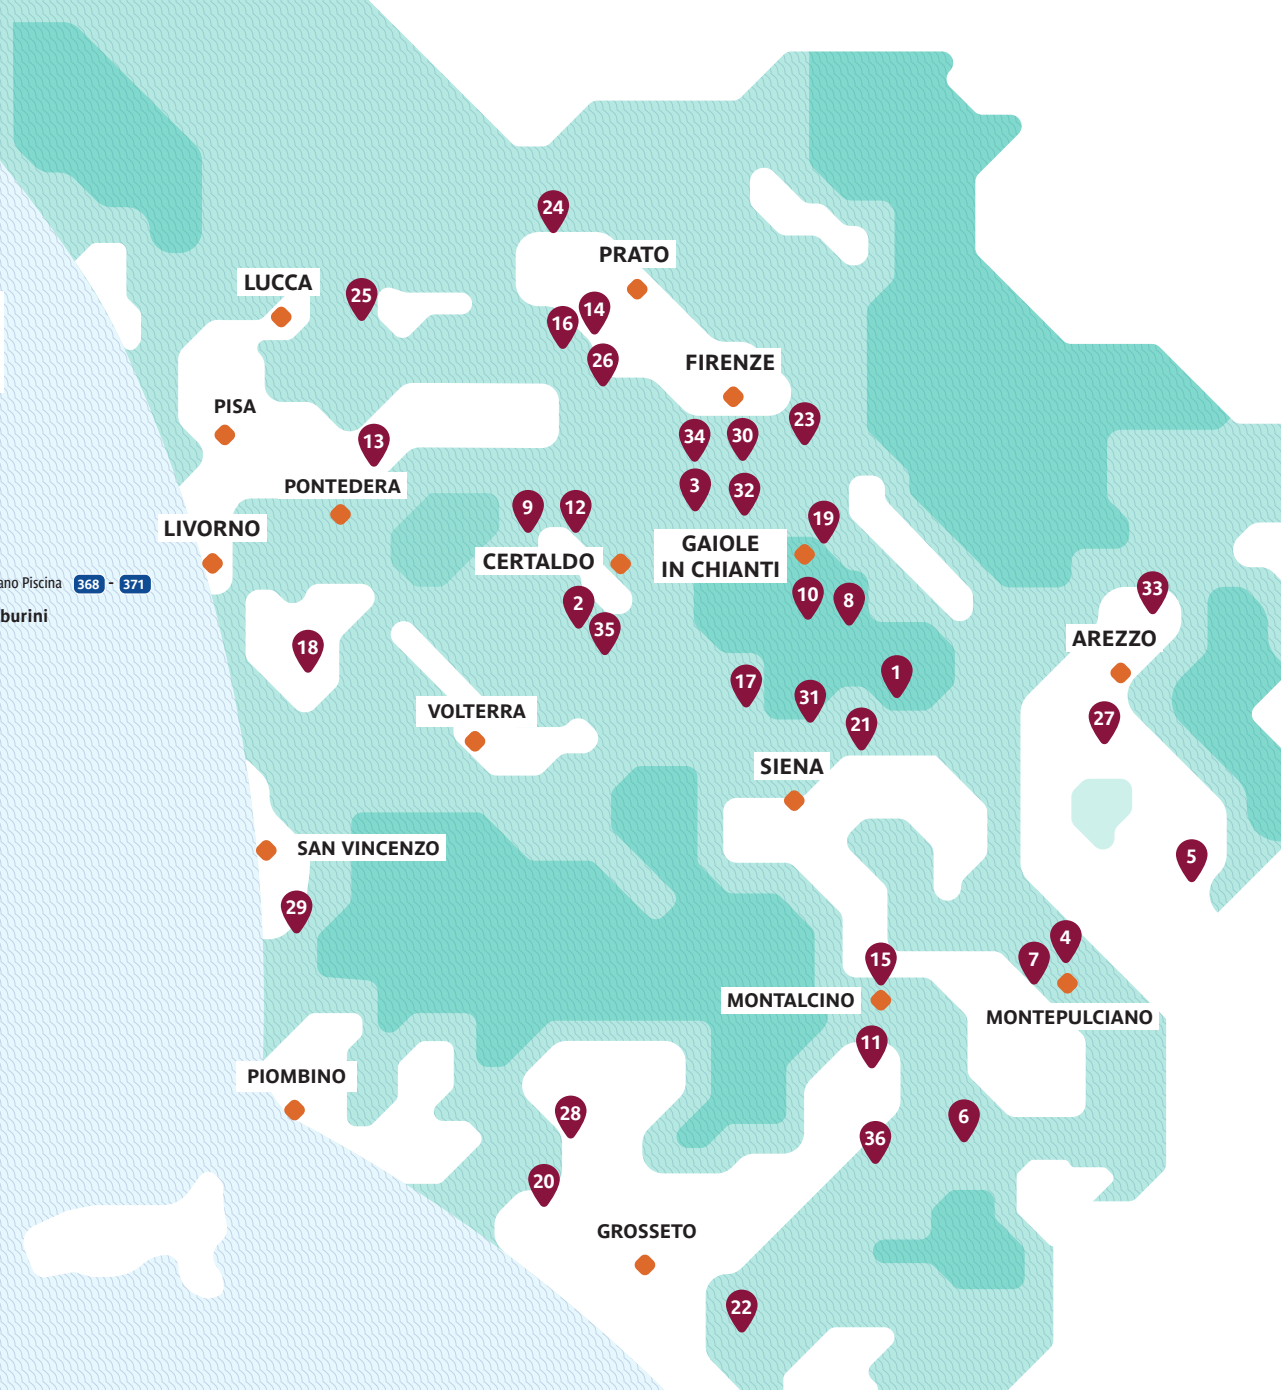 24
PRATO
LUCCA
25
14
16
26
FIRENZE
PISA
23
13
34
30
PONTEDERA
3
32
9
12
19
LIVORNO
GAIOLE
IN CHIANTI
CERTALDO
ano Piscina 368 - 371
burini
10
8
33
2
35
AREZZO
18
1
17
31
27
VOLTERRA
21
SIENA
SAN VINCENZO
5
29
4
15
7
MONTALCINO
MONTEPULCIANO
11
PIOMBINO
28
6
36
20
GROSSETO
22